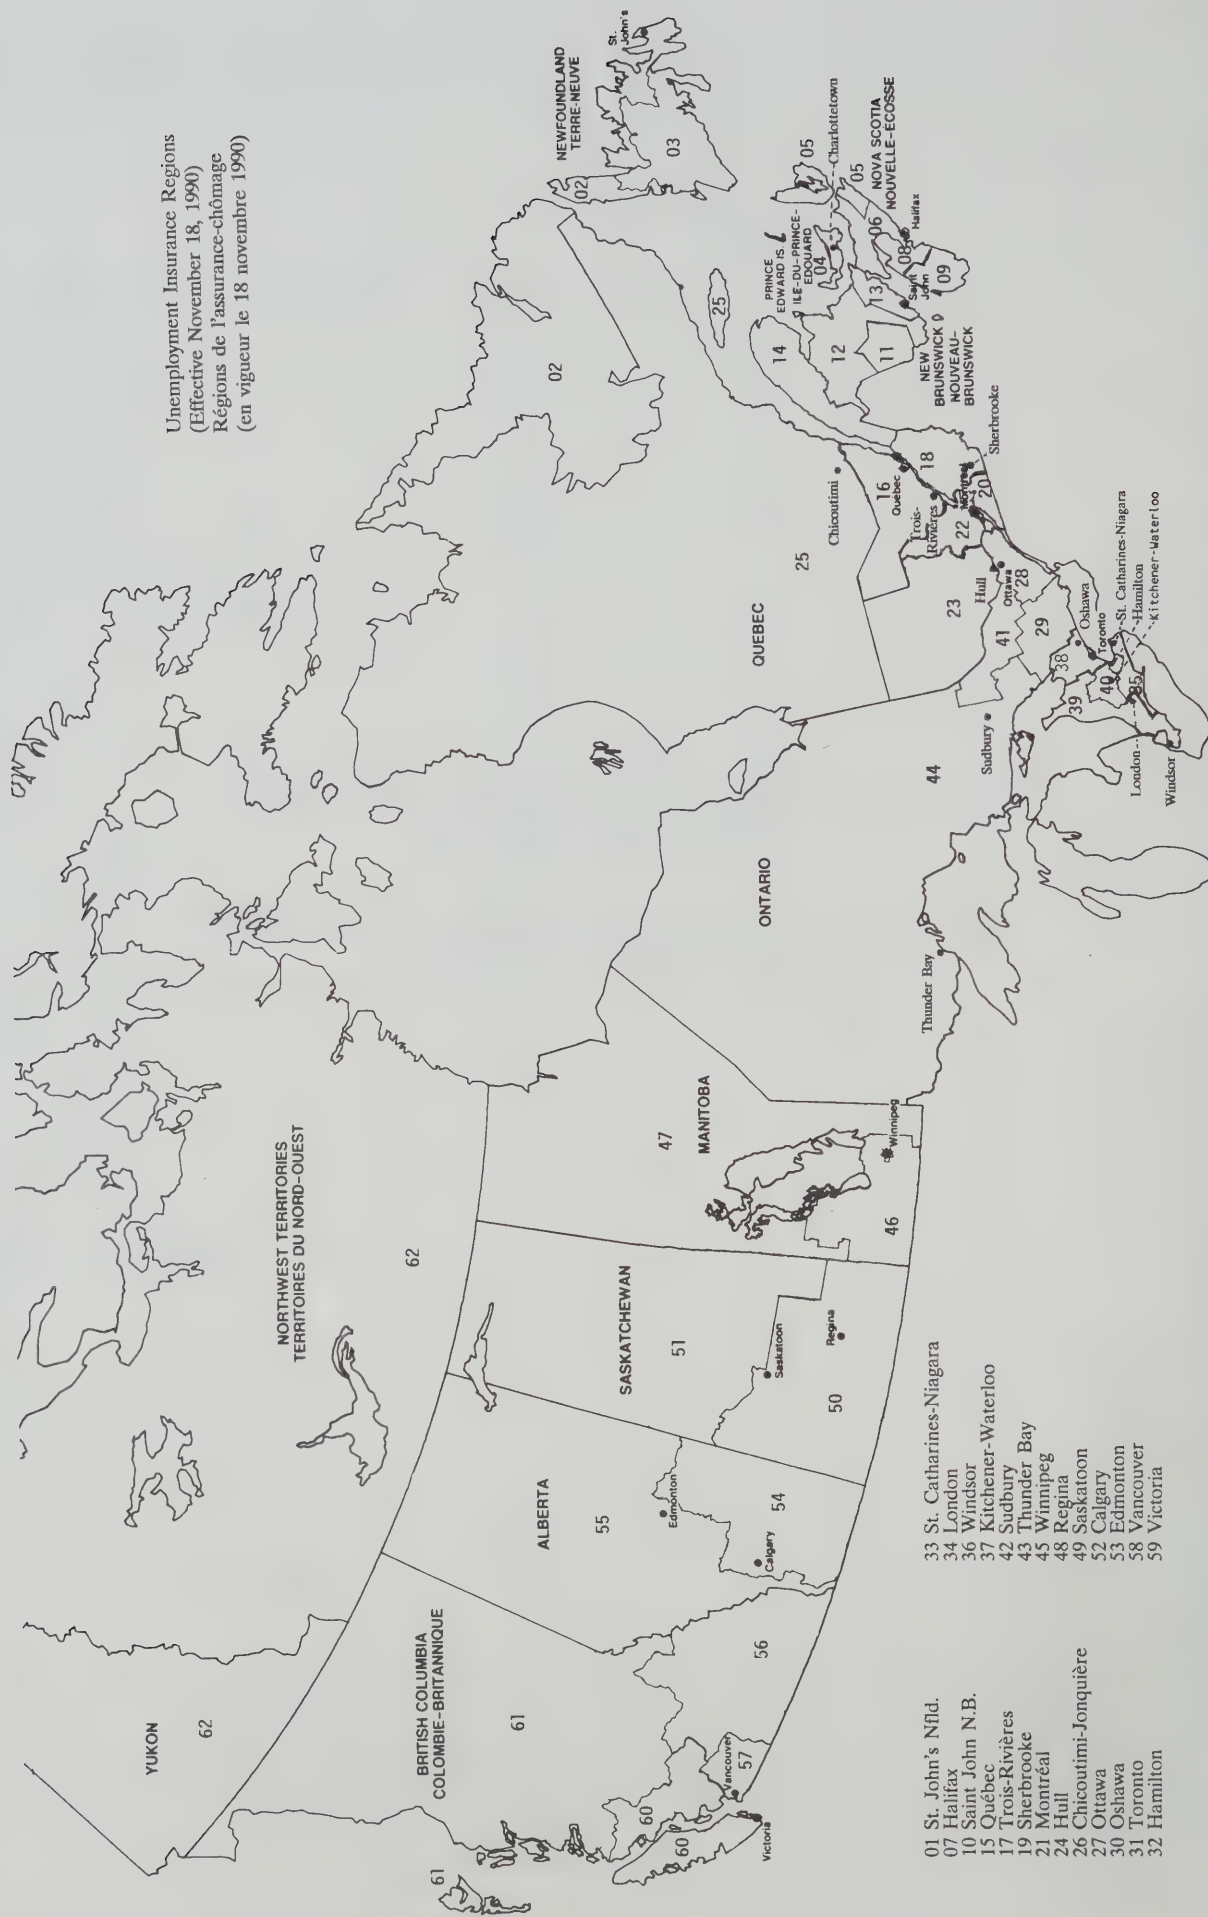 Unemployment Insurance Regions
(Effective November 18, 1990)
Régions de l'assurance-chômage
(en vigueur le 18 novembre 1990)
YUKON
62
NORTHWEST TERRITORIES
TERRITOIRES DU NORD-OUEST
62
BRITISH COLUMBIA
COLOMBIE-BRITANNIQUE
61
61
60
60
Victoria
Vancouver
57
56
ALBERTA
55
Edmonton
54
Calgary
SASKATCHEWAN
51
Saskatoon
Regina
50
MANITOBA
47
Winnipeg
46
ONTARIO
44
Thunder Bay
Sudbury
41
39
38
40
35
29
28
Oshawa
Toronto
St. Catharines-Niagara
Hamilton
Kitchener-Waterloo
London
Windsor
Ottawa
QUEBEC
25
25
23
Hull
22
Trois-
Rivières
Chicoutimi
16
Québec
18
Montréal
20
Sherbrooke
14
NEWFOUNDLAND
TERRE-NEUVE
02
02
03
St.
John's
PRINCE
EDWARD IS.
ILE-DU-PRINCE-
EDOUARD
04
Charlottetown
NEW
BRUNSWICK
NOUVEAU-
BRUNSWICK
12
11
13
Saint
John
NOVA SCOTIA
NOUVELLE-ÉCOSSE
05
05
06
08
09
Halifax
01 St. John's Nfld.
07 Halifax
10 Saint John N.B.
15 Québec
17 Trois-Rivières
19 Sherbrooke
21 Montréal
24 Hull
26 Chicoutimi-Jonquière
27 Ottawa
30 Oshawa
31 Toronto
32 Hamilton
33 St. Catharines-Niagara
34 London
36 Windsor
37 Kitchener-Waterloo
42 Sudbury
43 Thunder Bay
45 Winnipeg
48 Regina
49 Saskatoon
52 Calgary
53 Edmonton
58 Vancouver
59 Victoria